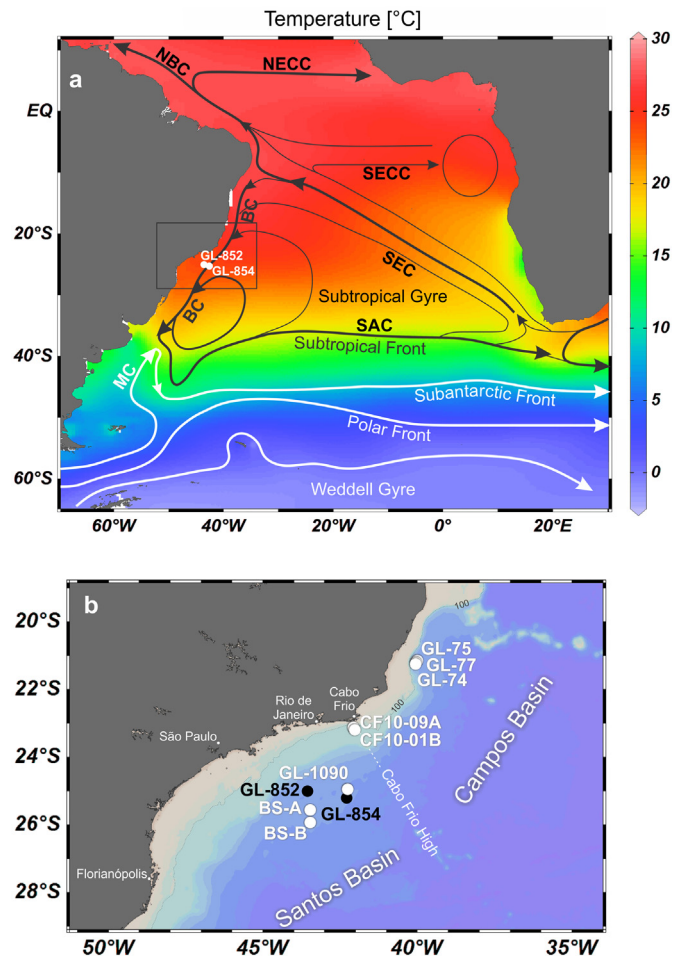 Temperature [°C]
a
NBC
NECC
30
EQ
25
SECC
20
20°S
BC
GL-852
GL-854
SEC
15
Subtropical Gyre
BC
SAC
10
40°S
Subtropical Front
MC
5
Subantarctic Front
Polar Front
0
60°S
Weddell Gyre
60°W
40°W
20°W
0°
20°E
b
20°S
100
GL-75
GL-77
GL-74
22°S
Cabo
Frio
100
Rio de
Janeiro
CF10-09A
CF10-01B
São Paulo
24°S
Campos Basin
GL-1090
GL-852
GL-854
Cabo Frio High
BS-A
26°S
BS-B
Santos Basin
Florianópolis
28°S
50°W
45°W
40°W
35°W